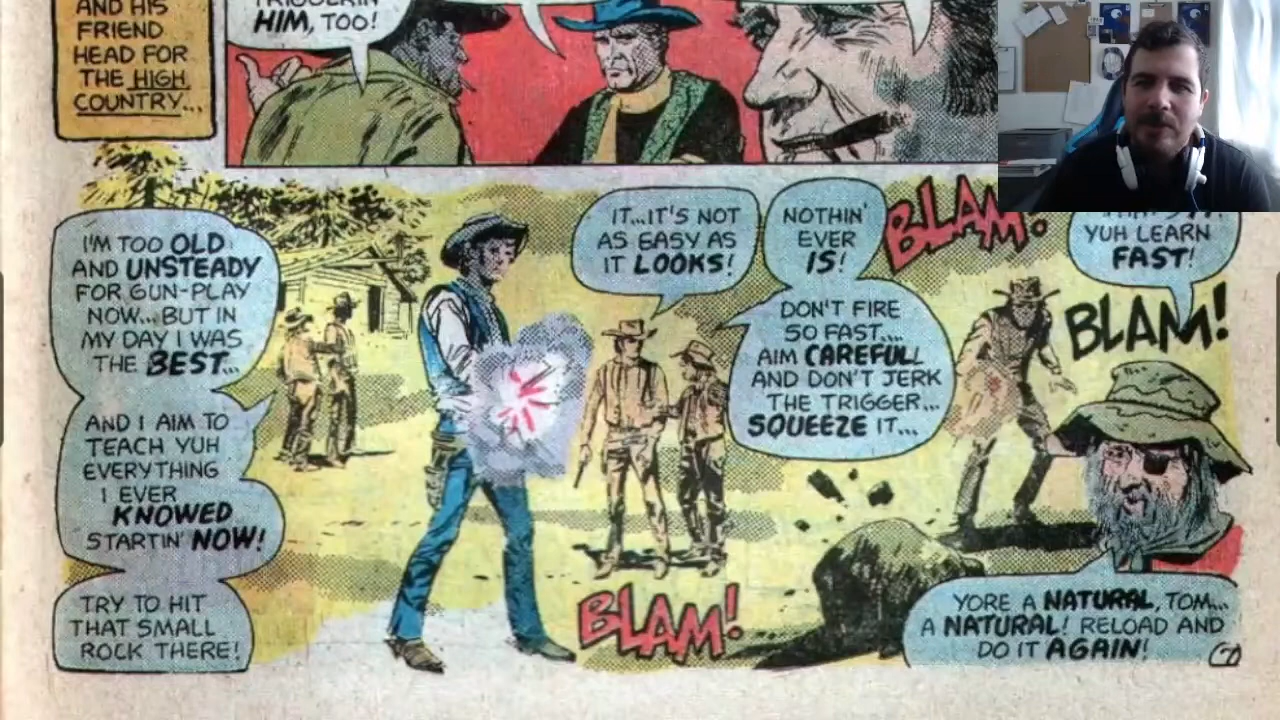 AND HIS
FRIEND
HEAD FOR
THE HIGH
COUNTRY...
HIM, TOO!
I'M TOO OLD
AND UNSTEADY
FOR GUN-PLAY
NOW... BUT IN
MY DAY I WAS
THE BEST...
AND I AIM TO
TEACH YUH
EVERYTHING
I EVER
KNOWED
STARTIN' NOW!
TRY TO HIT
THAT SMALL
ROCK THERE!
BLAM!
IT...IT'S NOT
AS EASY AS
IT LOOKS!
NOTHIN'
EVER
IS!
DON'T FIRE
SO FAST...
AIM CAREFUL
AND DON'T JERK
THE TRIGGER...
SQUEEZE IT...
BLAM!
BLAM!
YUH LEARN
FAST!
YORE A NATURAL, TOM...
A NATURAL! RELOAD AND
DO IT AGAIN!
7